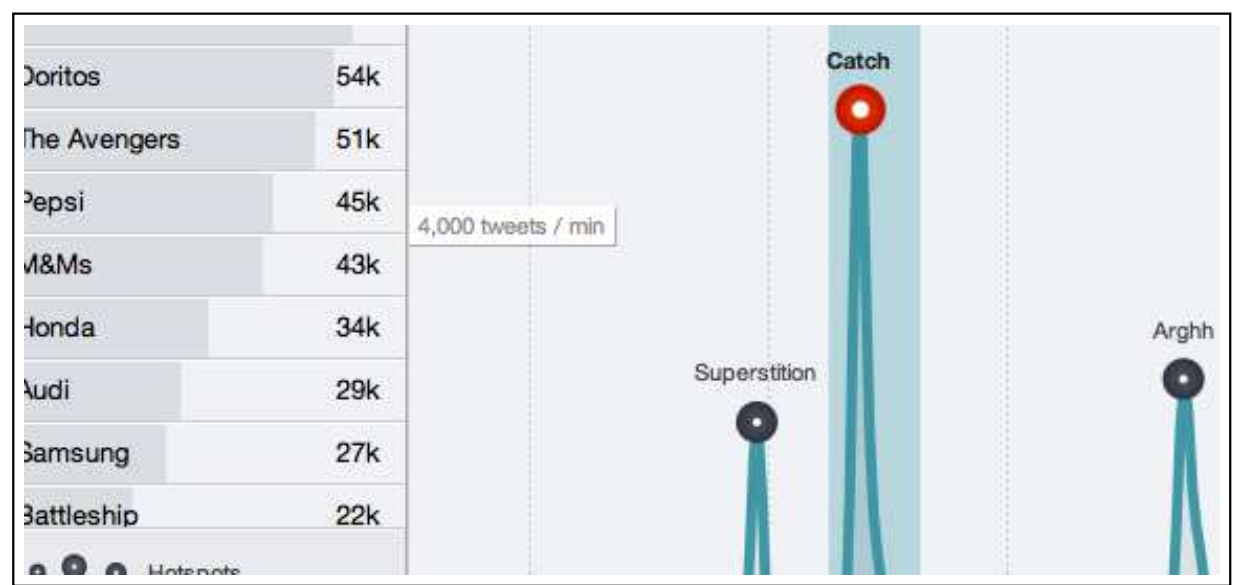 Doritos 54k
The Avengers 51k
Pepsi 45k
M&Ms 43k
Honda 34k
Audi 29k
Samsung 27k
Battleship 22k
Hotspots
4,000 tweets / min
Catch
Superstition
Arghh